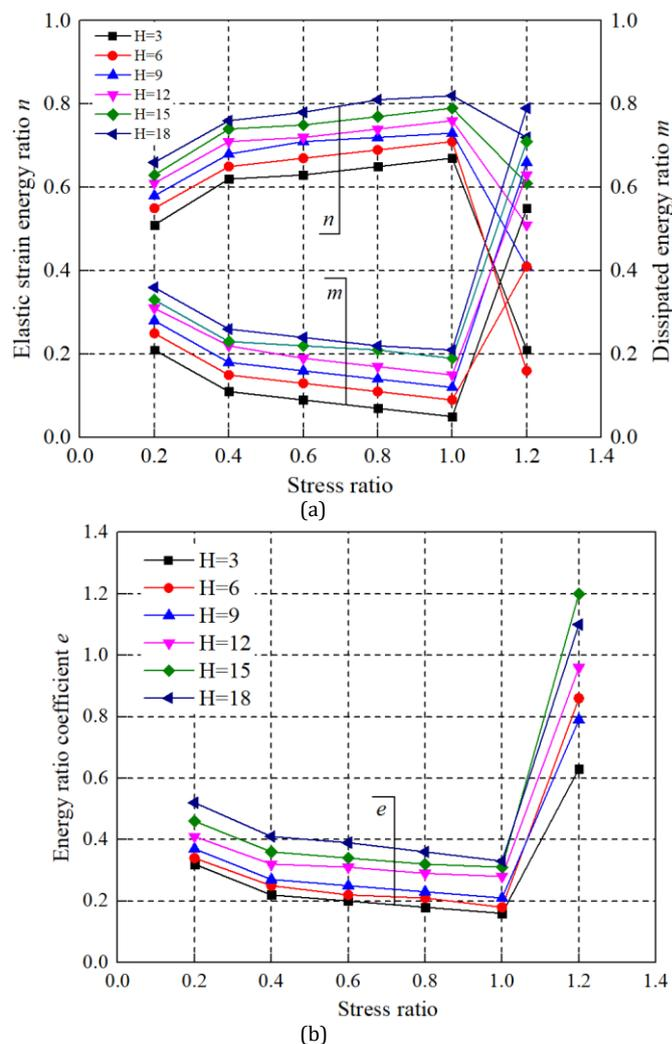 1.0
0.8
0.6
0.4
0.2
0.0
Elastic strain energy ratio n
H=3
H=6
H=9
H=12
H=15
H=18
n
m
1.0
0.8
0.6
0.4
0.2
0.0
Dissipated energy ratio m
0.0 0.2 0.4 0.6 0.8 1.0 1.2 1.4
Stress ratio
(a)
1.4
1.2
1.0
0.8
0.6
0.4
0.2
0.0
Energy ratio coefficient e
H=3
H=6
H=9
H=12
H=15
H=18
e
0.0 0.2 0.4 0.6 0.8 1.0 1.2 1.4
Stress ratio
(b)